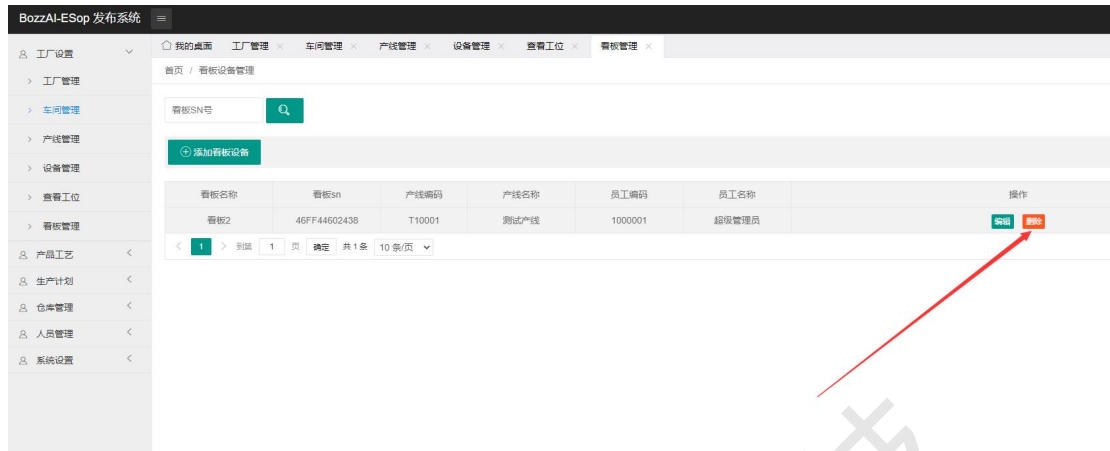 BozzAI-ESop 发布系统
工厂设置
工厂管理
车间管理
产线管理
设备管理
查看工位
看板管理
产品工艺
生产计划
仓库管理
人员管理
系统设置
我的桌面 工厂管理 车间管理 产线管理 设备管理 查看工位 看板管理
首页 / 看板设备管理
看板SN号
添加看板设备
看板名称 看板sn 产线编码 产线名称 员工编码 员工名称 操作
看板2 46FF44602438 T10001 测试产线 1000001 超级管理员 编辑 删除
1 到第 1 页 确定 共1条 10 条/页